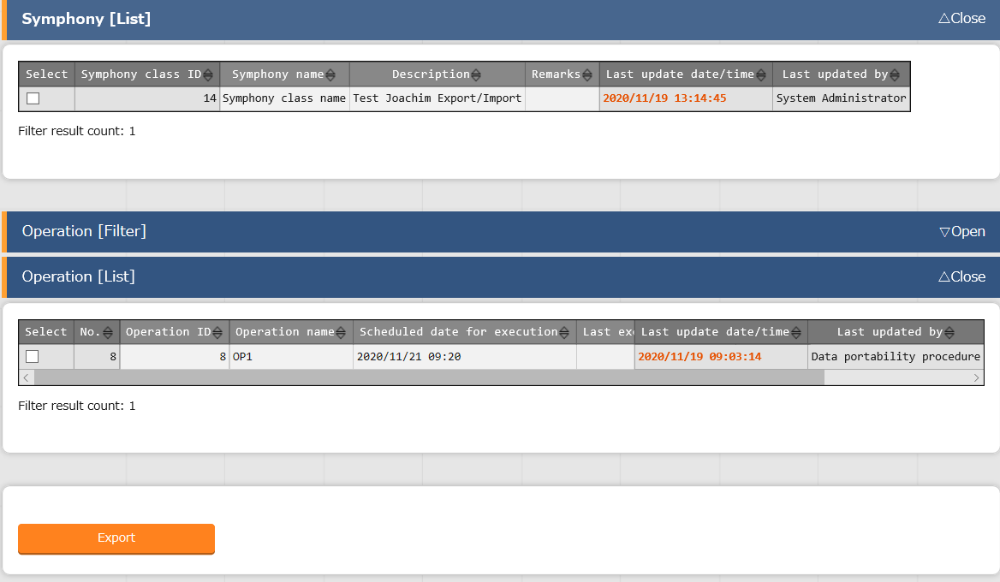 Symphony [List] △Close
Select Symphony class ID Symphony name Description Remarks Last update date/time Last updated by
14 Symphony class name Test Joachim Export/Import 2020/11/19 13:14:45 System Administrator
Filter result count: 1
Operation [Filter] ▽Open
Operation [List] △Close
Select No. Operation ID Operation name Scheduled date for execution Last ex Last update date/time Last updated by
8 8 OP1 2020/11/21 09:20 2020/11/19 09:03:14 Data portability procedure
Filter result count: 1
Export